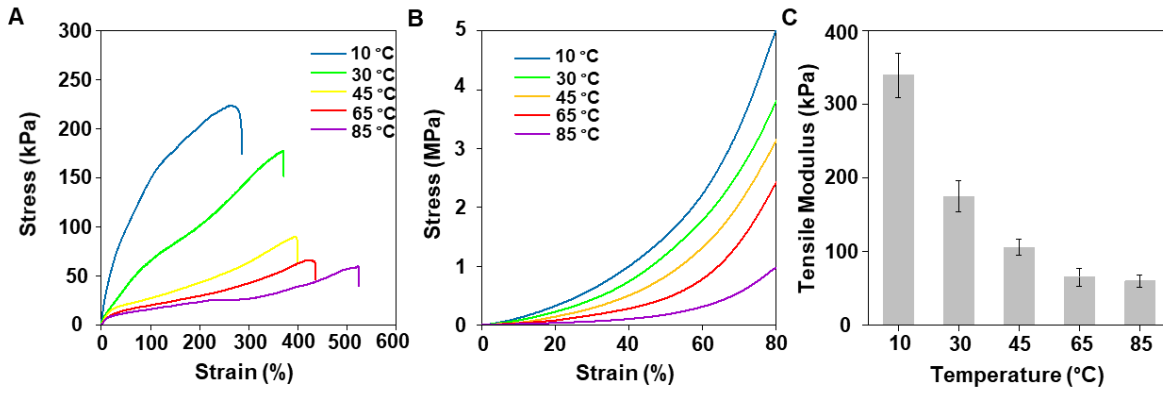 A
300
250
200
150
100
50
0
Stress (kPa)
10 °C
30 °C
45 °C
65 °C
85 °C
0 100 200 300 400 500 600
Strain (%)
B
5
4
3
2
1
0
Stress (MPa)
10 °C
30 °C
45 °C
65 °C
85 °C
0 20 40 60 80
Strain (%)
C
400
300
200
100
0
Tensile Modulus (kPa)
10 30 45 65 85
Temperature (°C)